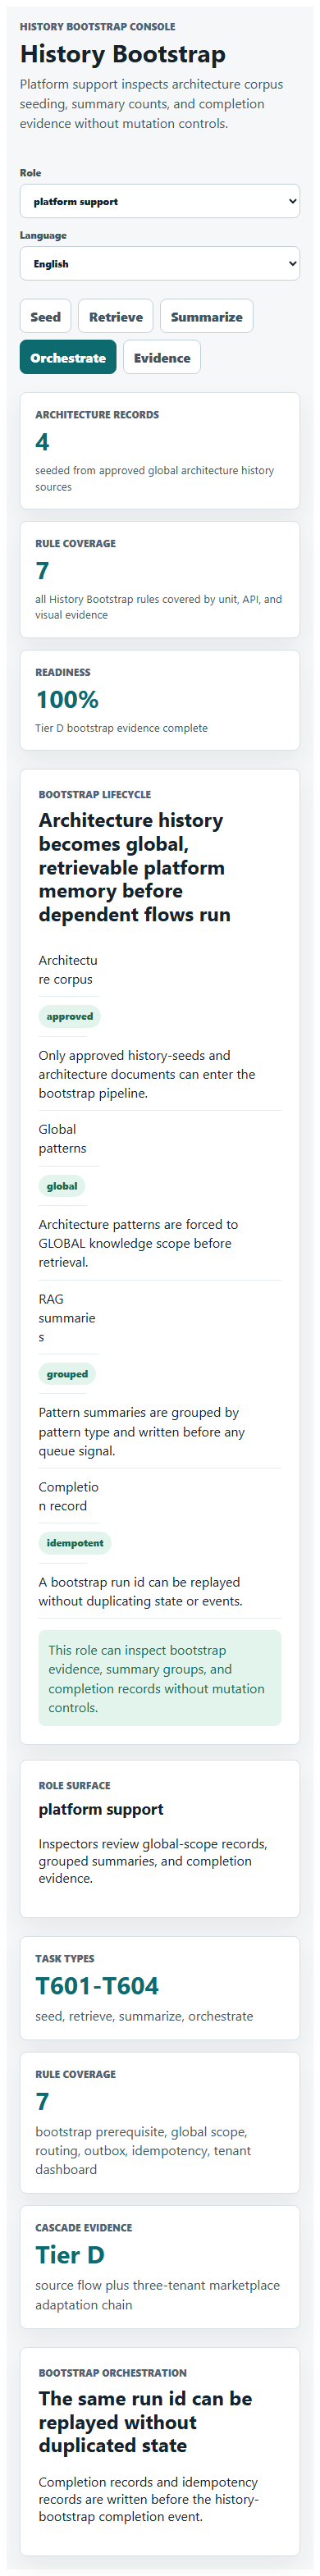 HISTORY BOOTSTRAP CONSOLE
History Bootstrap
Platform support inspects architecture corpus
seeding, summary counts, and completion
evidence without mutation controls.
Role
platform support
Language
English
Seed
Retrieve
Summarize
Orchestrate
Evidence
ARCHITECTURE RECORDS
4
seeded from approved global architecture history
sources
RULE COVERAGE
7
all History Bootstrap rules covered by unit, API, and
visual evidence
READINESS
100%
Tier D bootstrap evidence complete
BOOTSTRAP LIFECYCLE
Architecture history
becomes global,
retrievable platform
memory before
dependent flows run
Architectu
re corpus
approved
Only approved history-seeds and
architecture documents can enter the
bootstrap pipeline.
Global
patterns
global
Architecture patterns are forced to
GLOBAL knowledge scope before
retrieval.
RAG
summarie
s
grouped
Pattern summaries are grouped by
pattern type and written before any
queue signal.
Completio
n record
idempotent
A bootstrap run id can be replayed
without duplicating state or events.
This role can inspect bootstrap
evidence, summary groups, and
completion records without mutation
controls.
ROLE SURFACE
platform support
Inspectors review global-scope records,
grouped summaries, and completion
evidence.
TASK TYPES
T601-T604
seed, retrieve, summarize, orchestrate
RULE COVERAGE
7
bootstrap prerequisite, global scope,
routing, outbox, idempotency, tenant
dashboard
CASCADE EVIDENCE
Tier D
source flow plus three-tenant marketplace
adaptation chain
BOOTSTRAP ORCHESTRATION
The same run id can be
replayed without
duplicated state
Completion records and idempotency
records are written before the history-
bootstrap completion event.